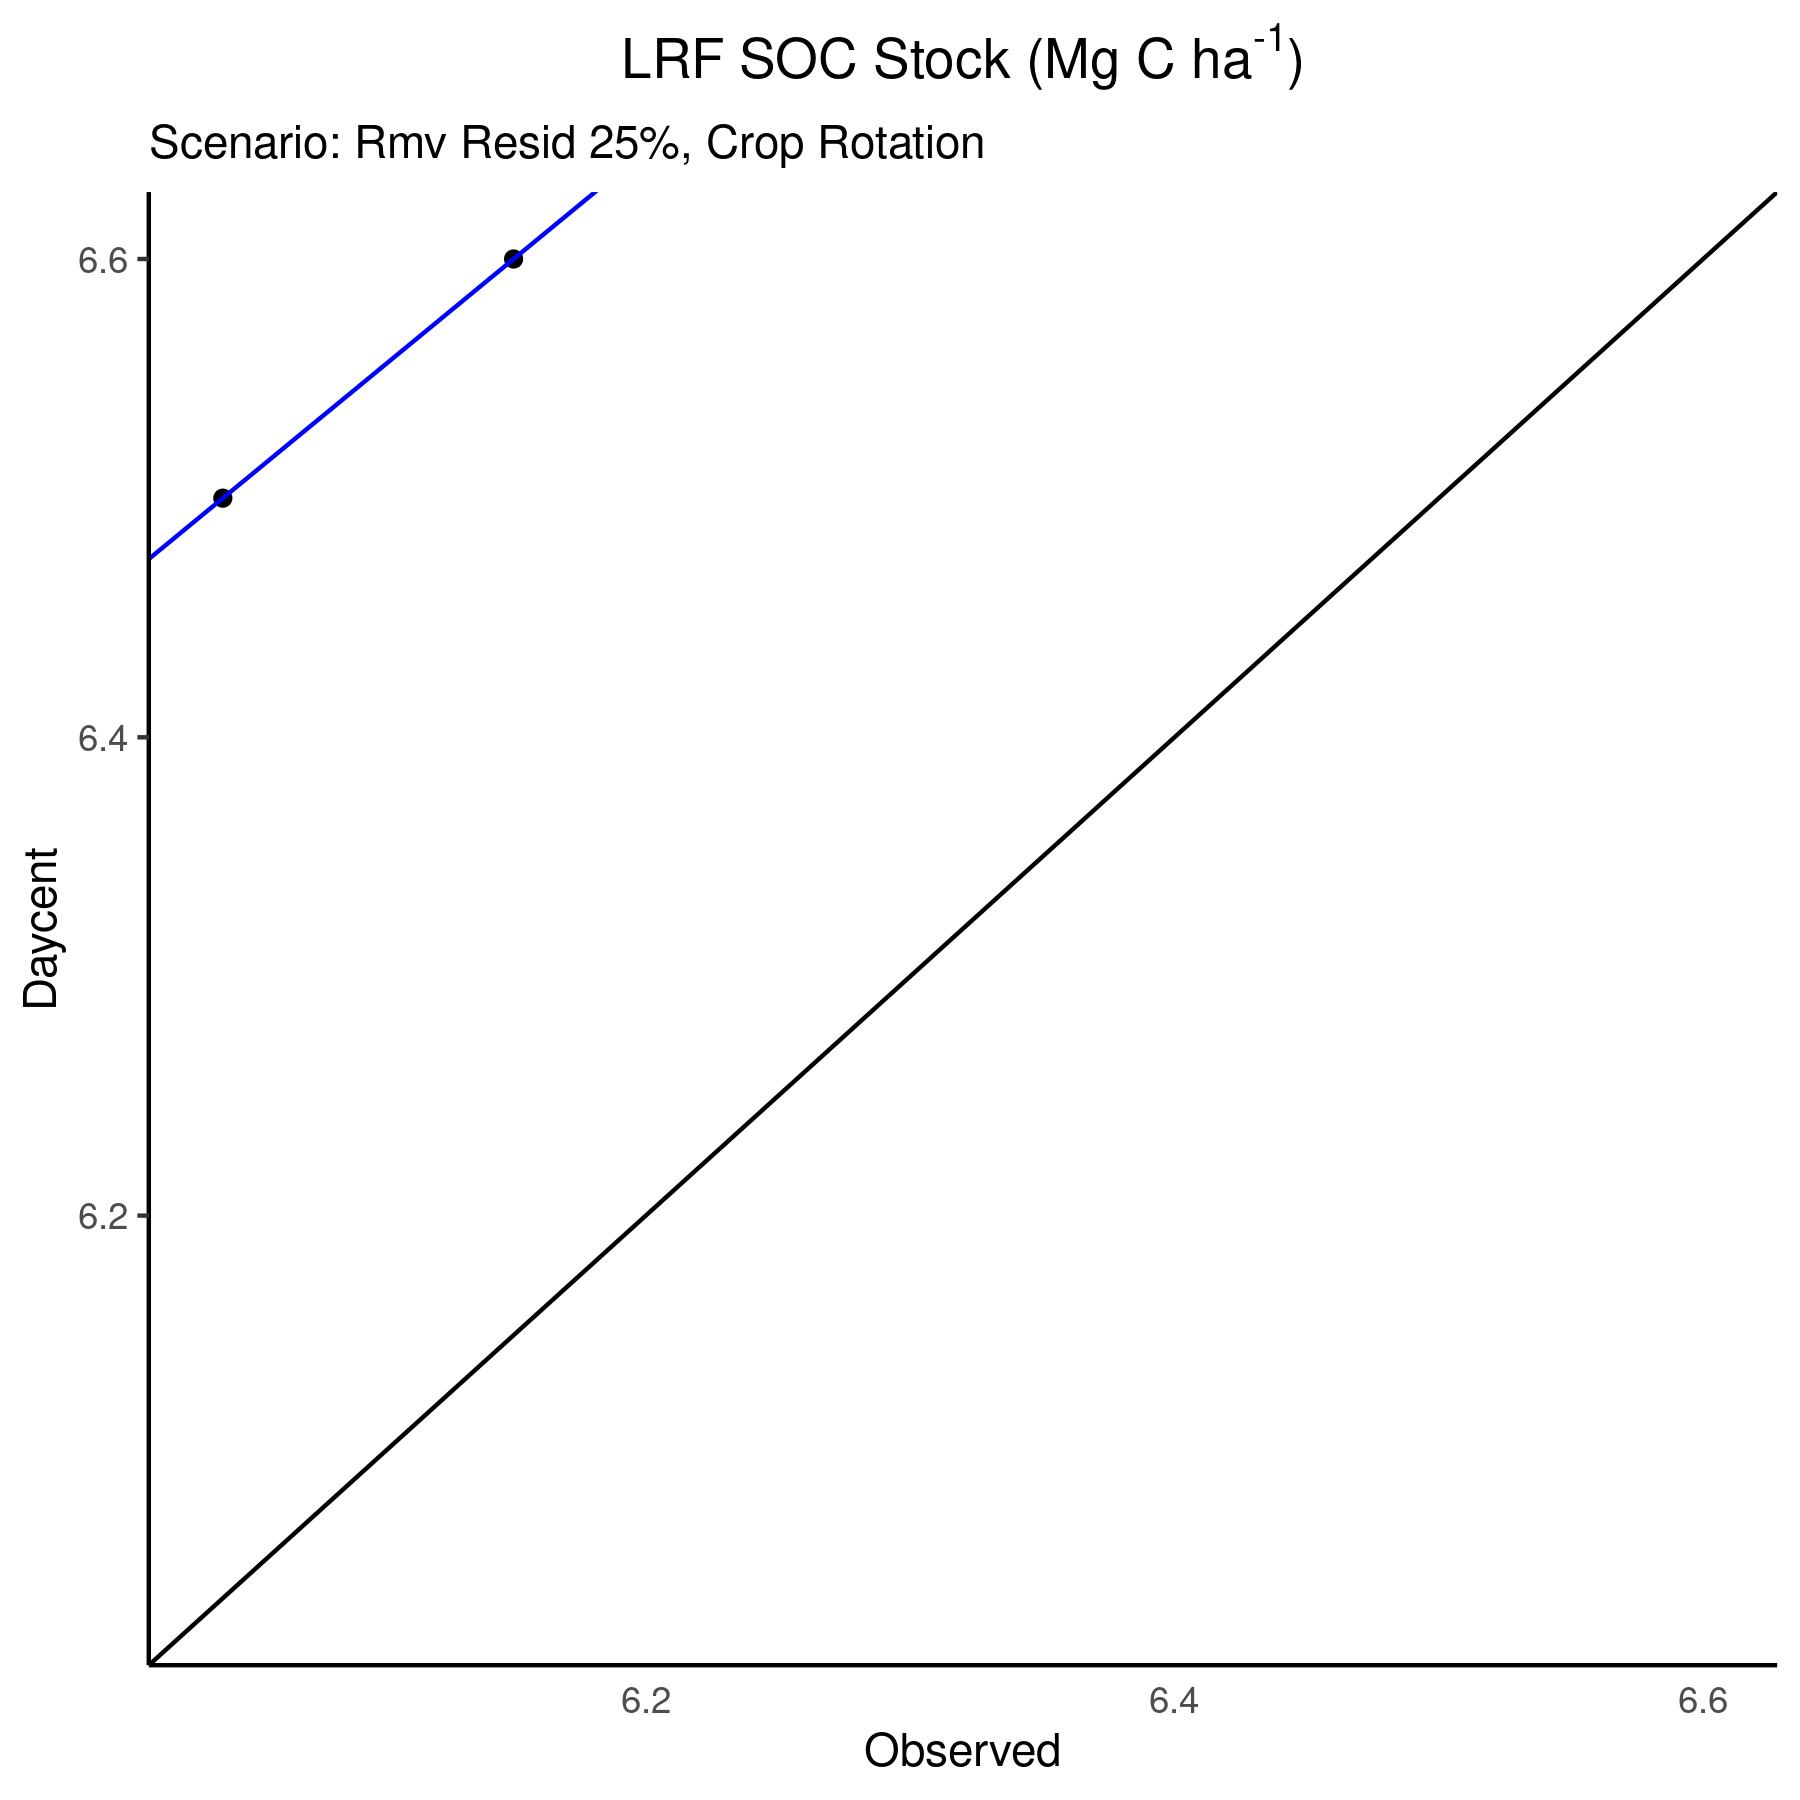 LRF SOC Stock (Mg C ha⁻¹)
Scenario: Rmv Resid 25%, Crop Rotation
6.6
6.4
6.2
Daycent
6.2 6.4 6.6
Observed